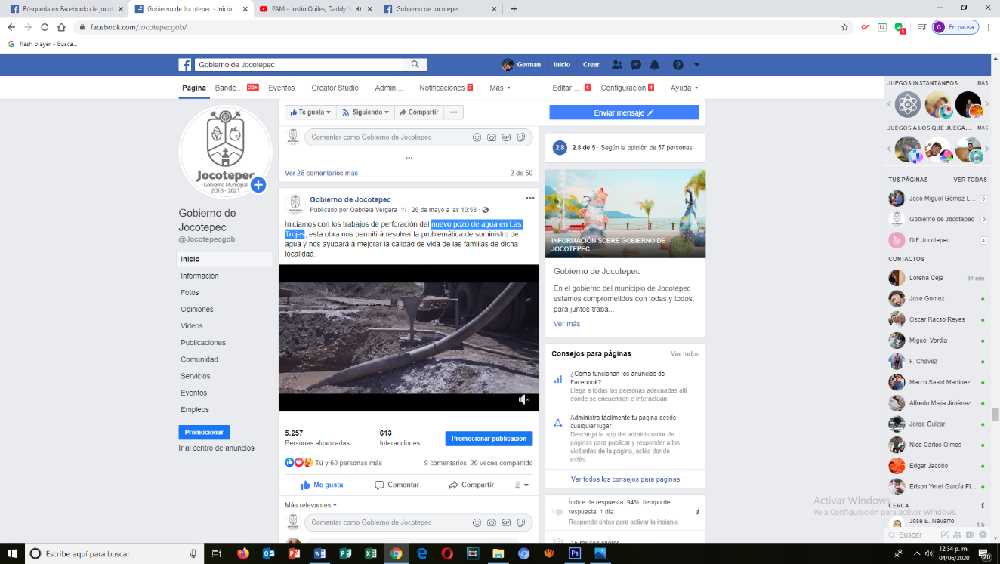 Búsqueda en Facebook: cfe jocot
Gobierno de Jocotepec - Inicio
PAM - Justin Quiles, Daddy Y
Gobierno de Jocotepec
facebook.com/Jocotepecgob/
1
G En pausa
flash player - Busca...
Gobierno de Jocotepec
German
Inicio
Crear
Página
Bande... 20+
Eventos
Creator Studio
Admini...
Notificaciones 7
Más
Editar ... 1
Configuración 1
Ayuda
Jocotepec
Gobierno Municipal
2018 - 2021
Gobierno de
Jocotepec
@Jocotepecgob
Inicio
Información
Fotos
Opiniones
Videos
Publicaciones
Comunidad
Servicios
Eventos
Empleos
Promocionar
Ir al centro de anuncios
Te gusta
Siguiendo
Compartir
Comentar como Gobierno de Jocotepec
GIF
Ver 26 comentarios más
2 de 50
Gobierno de Jocotepec
Publicado por Gabriela Vergara [?] · 26 de mayo a las 10:58 ·
Iniciamos con los trabajos de perforación del nuevo pozo de agua en Las
Trojes, esta obra nos permitirá resolver la problemática de suministro de
agua y nos ayudará a mejorar la calidad de vida de las familias de dicha
localidad.
5,257
Personas alcanzadas
613
Interacciones
Promocionar publicación
Tú y 60 personas más
9 comentarios
20 veces compartido
Me gusta
Comentar
Compartir
Más relevantes
Comentar como Gobierno de Jocotepec
GIF
Enviar mensaje
2.8
2.8 de 5 · Según la opinión de 57 personas
INFORMACIÓN SOBRE GOBIERNO DE
JOCOTEPEC
Gobierno de Jocotepec
En el gobierno del municipio de Jocotepec
estamos comprometidos con todas y todos,
para juntos traba...
Ver más
Consejos para páginas
Ver todos
¿Cómo funcionan los anuncios de
Facebook?
Llega a todas las personas adecuadas allí
donde se encuentran e interactúan.
Administra fácilmente tu página desde
cualquier lugar
Descarga la app del administrador de
páginas para publicar y responder a los
visitantes de la página, estés donde
estés.
Ver todos los consejos para páginas
Índice de respuesta: 94%; tiempo de
respuesta: 1 día
Responde antes para activar la insignia
15 mil seguidores
JUEGOS INSTANTÁNEOS
MÁS
JUEGOS A LOS QUE JUEGA...
MÁS
TUS PÁGINAS
VER TODAS
José Miguel Gómez L...
9
Gobierno de Jocotepec
9
DIF Jocotepec
4
CONTACTOS
Lorena Ceja
34 min
Jose Gomez
Oscar Racso Reyes
Miguel Verdia
F. Chavez
Marco Saaid Martinez
Alfredo Mejia Jiménez
Jorge Guizar
Nico Carlos Olmos
Edgar Jacobo
Edson Yeret García Fi...
CERCA
Jose E. Navarro
1 h
Buscar
Activar Windows
Ve a Configuración para activar Windows.
Escribe aquí para buscar
12:34 p. m.
04/06/2020
20